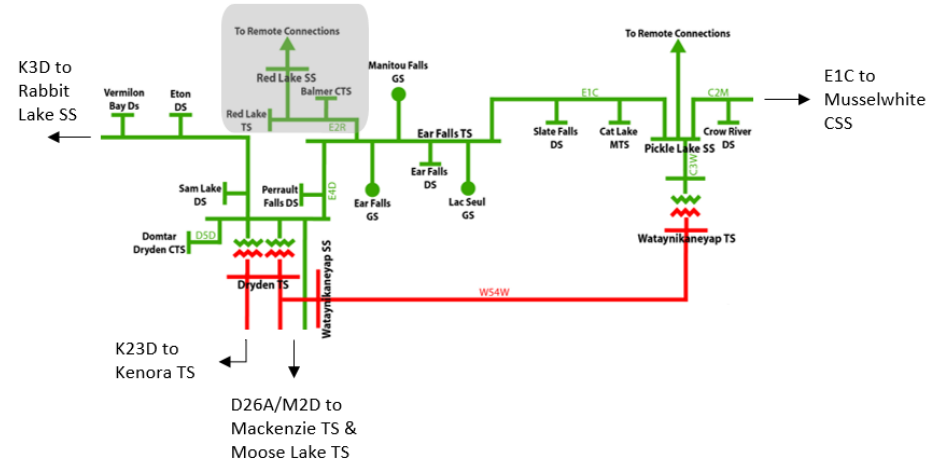 To Remote Connections
Red Lake SS
Balmer CTS
Red Lake
TS
E2R
Manitou Falls
GS
K3D to
Rabbit
Lake SS
Vermilon
Bay Ds
Eton
DS
Ear Falls TS
Ear Falls
DS
Ear Falls
GS
Lac Seul
GS
E1C
Slate Falls
DS
Cat Lake
MTS
To Remote Connections
Pickle Lake SS
C2M
Crow River
DS
E1C to
Musselwhite
CSS
C3W
Wataynikaneyap TS
Sam Lake
DS
Perrault
Falls DS
E4D
Domtar
Dryden CTS
D5D
Dryden TS
Wataynikaneyap SS
W54W
K23D to
Kenora TS
D26A/M2D to
Mackenzie TS &
Moose Lake TS